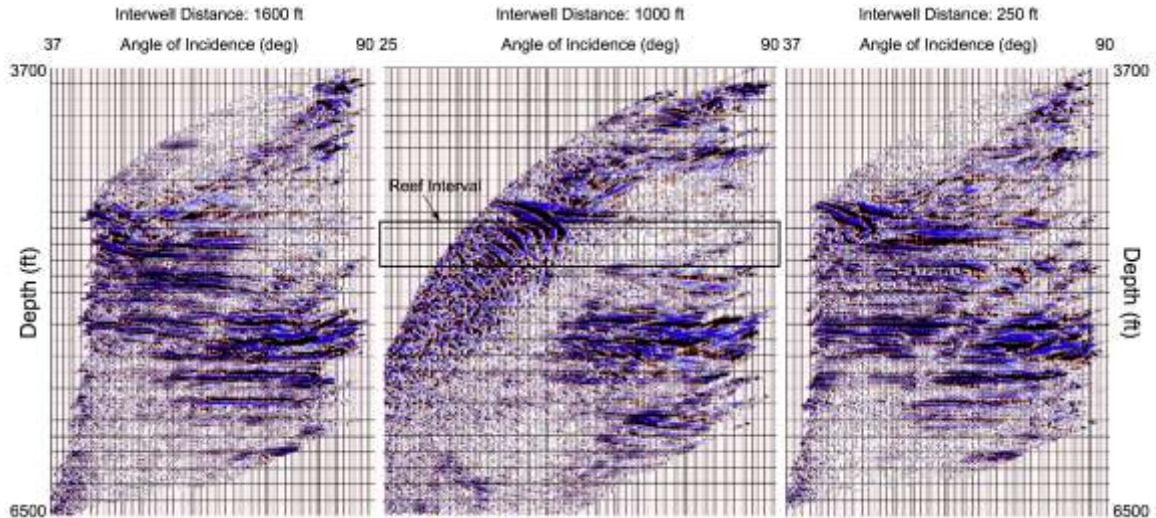 Interwell Distance: 1600 ft
Interwell Distance: 1000 ft
Interwell Distance: 250 ft
37 Angle of Incidence (deg) 90
25 Angle of Incidence (deg) 90
37 Angle of Incidence (deg) 90
3700
3700
Reef Interval
Depth (ft)
Depth (ft)
6500
6500